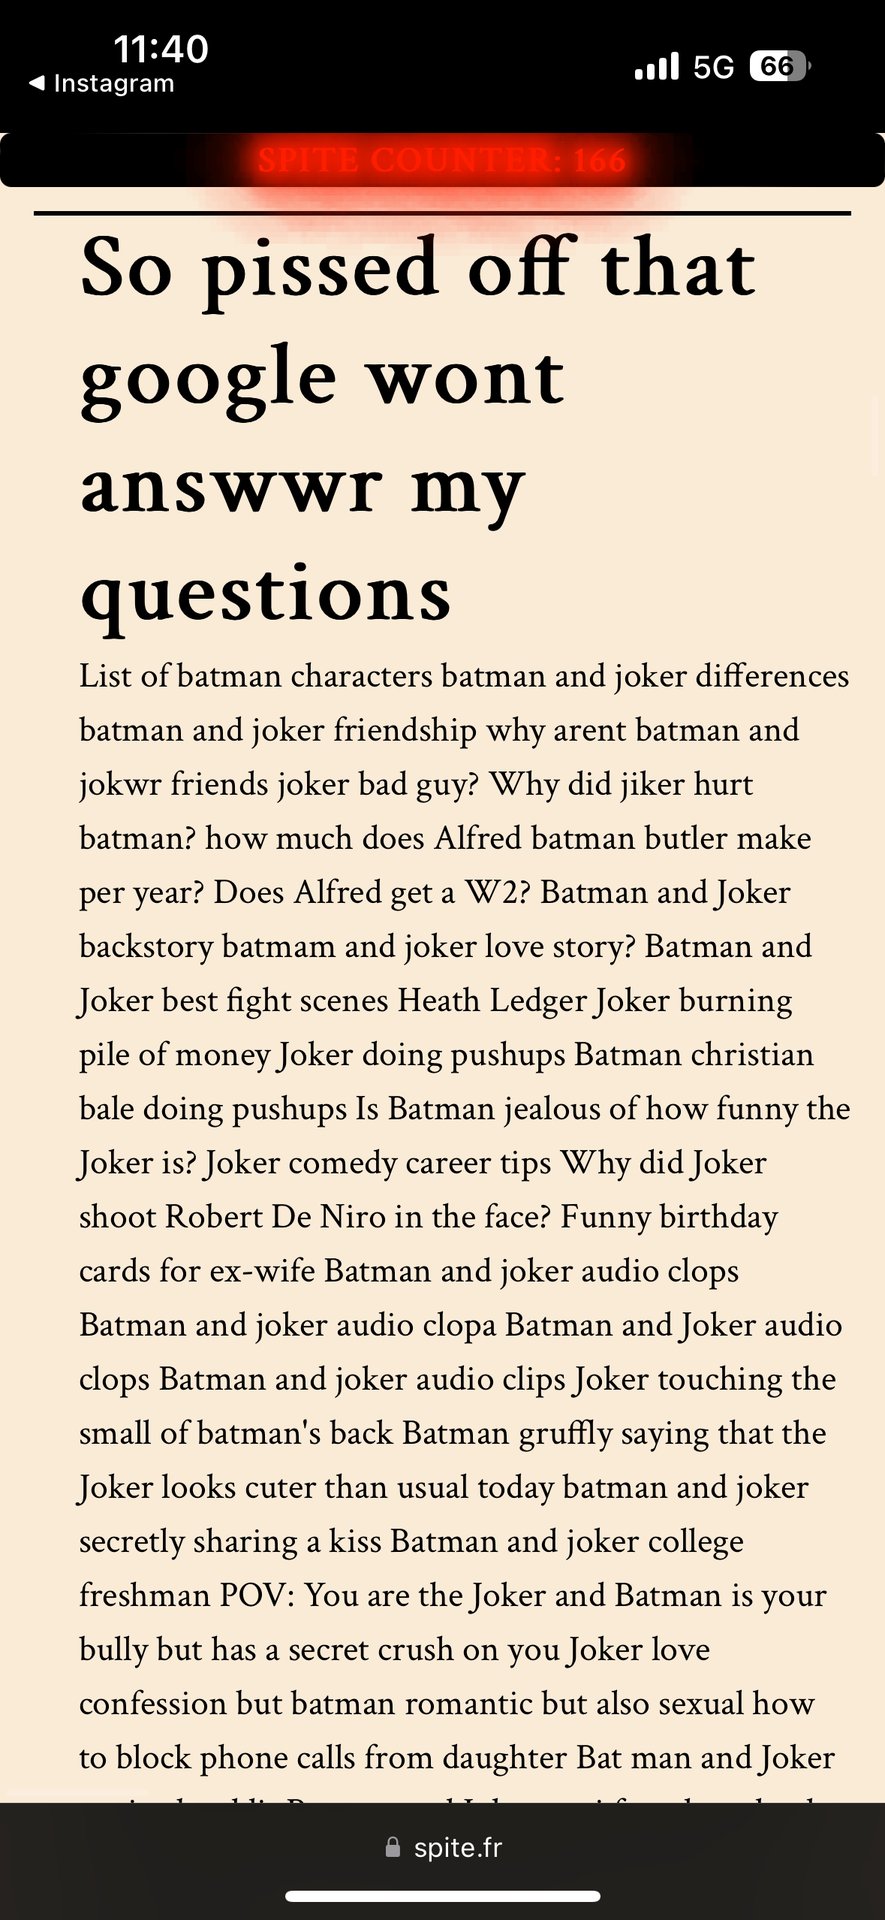 11:40
Instagram
5G
66
SPITE COUNTER: 166
So pissed off that
google wont
answwr my
questions
List of batman characters batman and joker differences
batman and joker friendship why arent batman and
jokwr friends joker bad guy? Why did jiker hurt
batman? how much does Alfred batman butler make
per year? Does Alfred get a W2? Batman and Joker
backstory batmam and joker love story? Batman and
Joker best fight scenes Heath Ledger Joker burning
pile of money Joker doing pushups Batman christian
bale doing pushups Is Batman jealous of how funny the
Joker is? Joker comedy career tips Why did Joker
shoot Robert De Niro in the face? Funny birthday
cards for ex-wife Batman and joker audio clops
Batman and joker audio clopa Batman and Joker audio
clops Batman and joker audio clips Joker touching the
small of batman's back Batman gruffly saying that the
Joker looks cuter than usual today batman and joker
secretly sharing a kiss Batman and joker college
freshman POV: You are the Joker and Batman is your
bully but has a secret crush on you Joker love
confession but batman romantic but also sexual how
to block phone calls from daughter Bat man and Joker
spite.fr